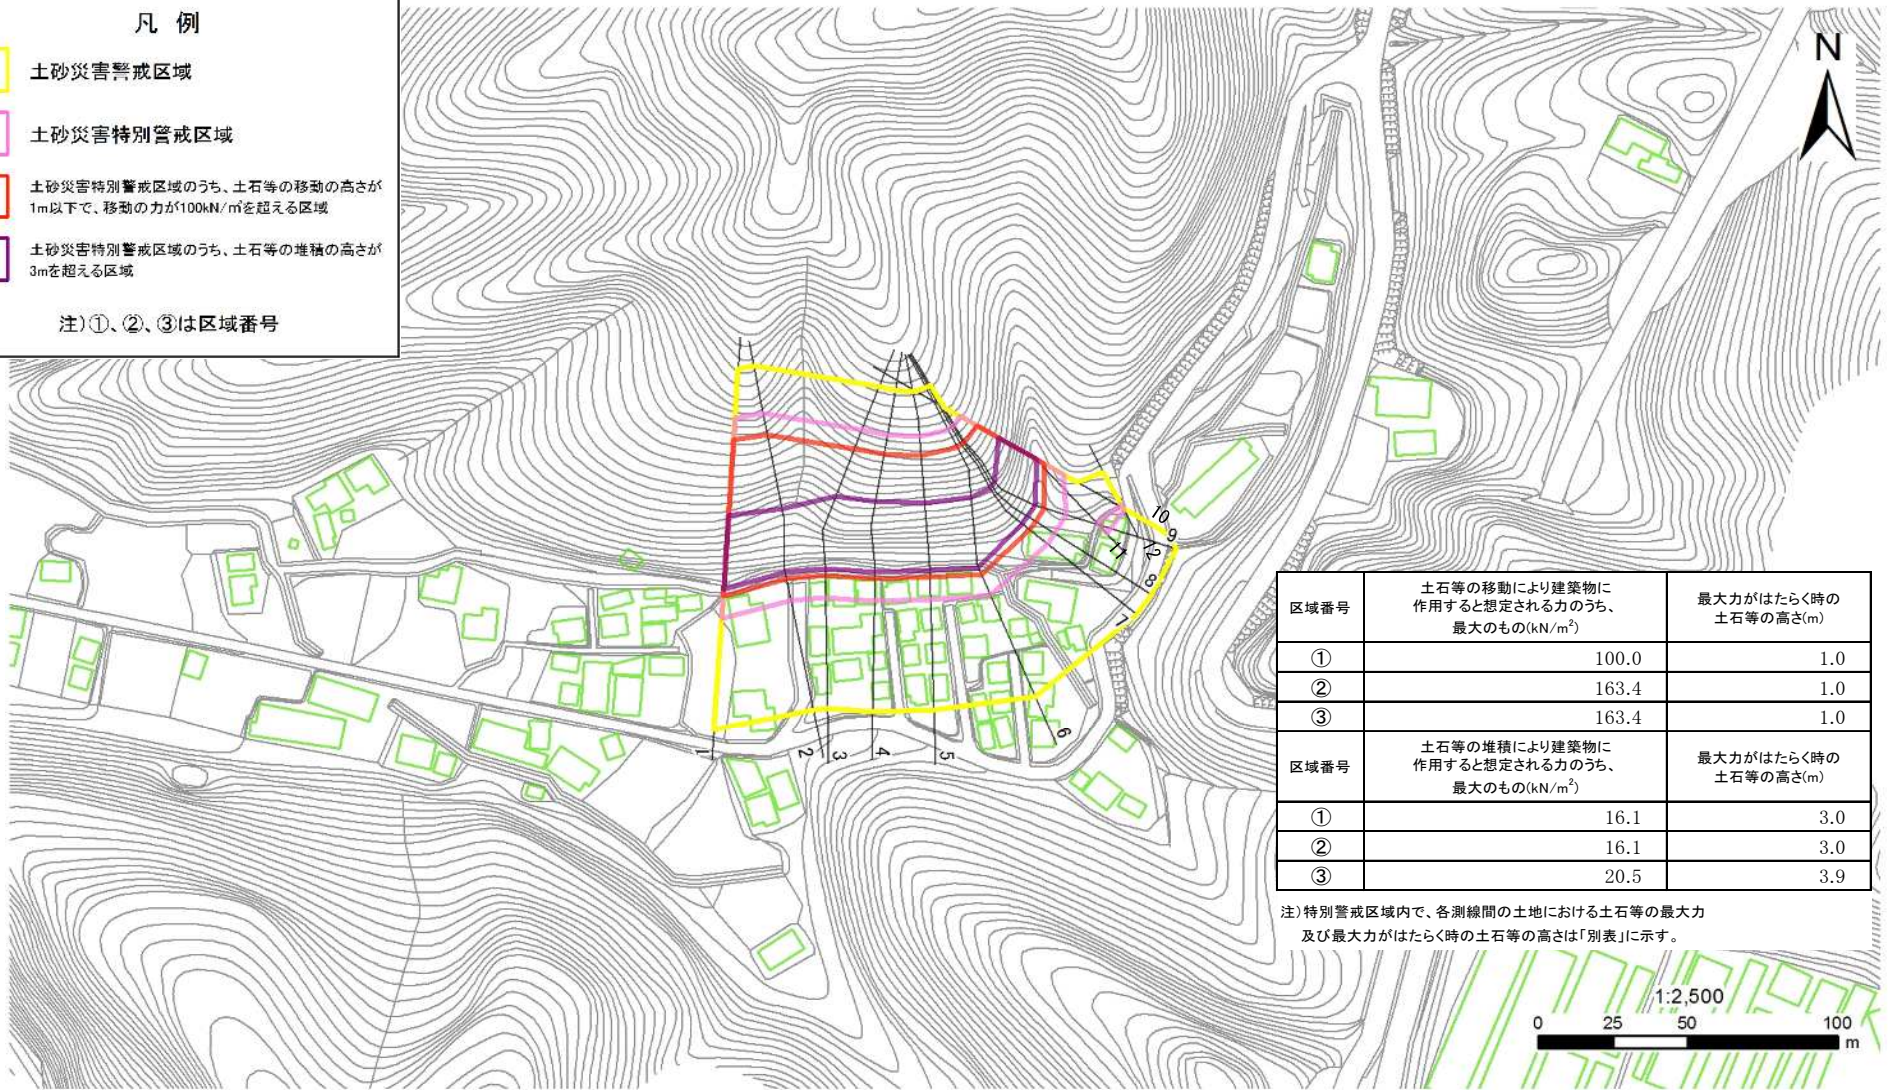 凡 例
土砂災害警戒区域
土砂災害特別警戒区域
土砂災害特別警戒区域のうち、土石等の移動の高さが
1m以下で、移動の力が100kN/㎡を超える区域
土砂災害特別警戒区域のうち、土石等の堆積の高さが
3mを超える区域
注)①、②、③は区域番号
N
10
9
11
12
8
7
6
1
2
3
4
5
区域番号
土石等の移動により建築物に
作用すると想定される力のうち、
最大のもの(kN/m²)
最大力がはたらく時の
土石等の高さ(m)
① 100.0 1.0
② 163.4 1.0
③ 163.4 1.0
区域番号
土石等の堆積により建築物に
作用すると想定される力のうち、
最大のもの(kN/m²)
最大力がはたらく時の
土石等の高さ(m)
① 16.1 3.0
② 16.1 3.0
③ 20.5 3.9
注)特別警戒区域内で、各測線間の土地における土石等の最大力
及び最大力がはたらく時の土石等の高さは「別表」に示す。
1:2,500
0 25 50 100
m